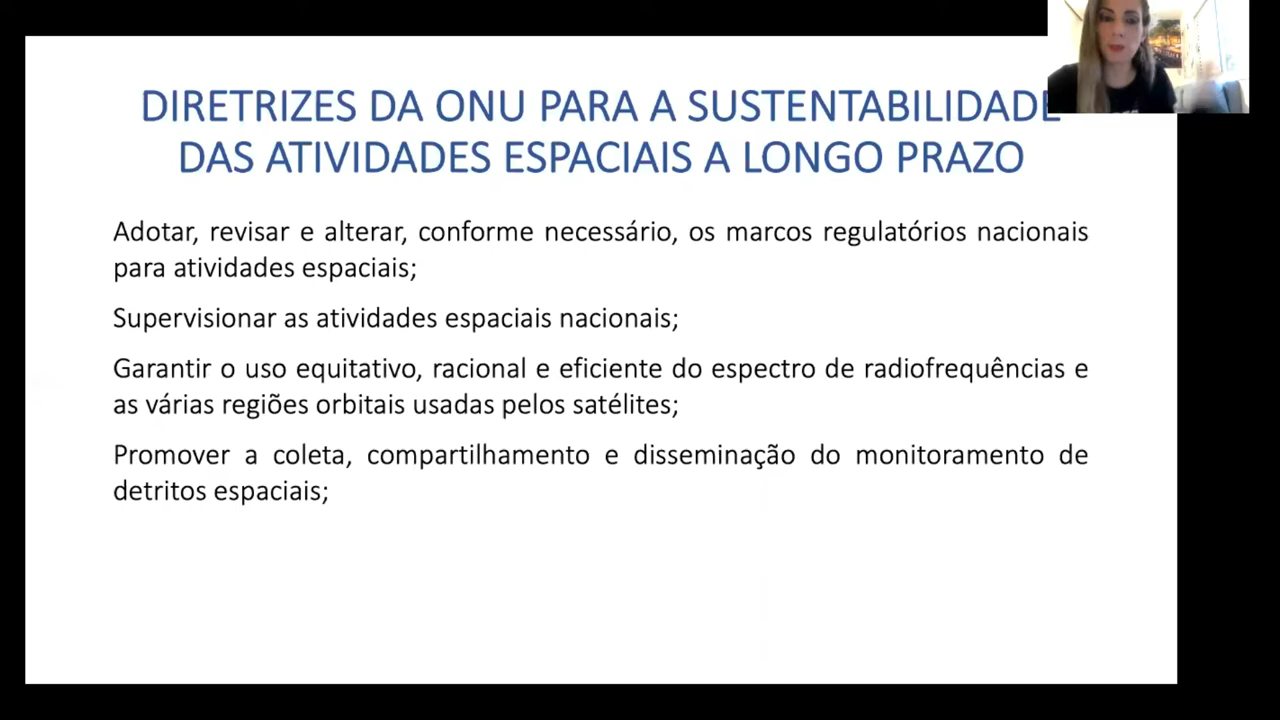 DIRETRIZES DA ONU PARA A SUSTENTABILIDADE
DAS ATIVIDADES ESPACIAIS A LONGO PRAZO
Adotar, revisar e alterar, conforme necessário, os marcos regulatórios nacionais
para atividades espaciais;
Supervisionar as atividades espaciais nacionais;
Garantir o uso equitativo, racional e eficiente do espectro de radiofrequências e
as várias regiões orbitais usadas pelos satélites;
Promover a coleta, compartilhamento e disseminação do monitoramento de
detritos espaciais;